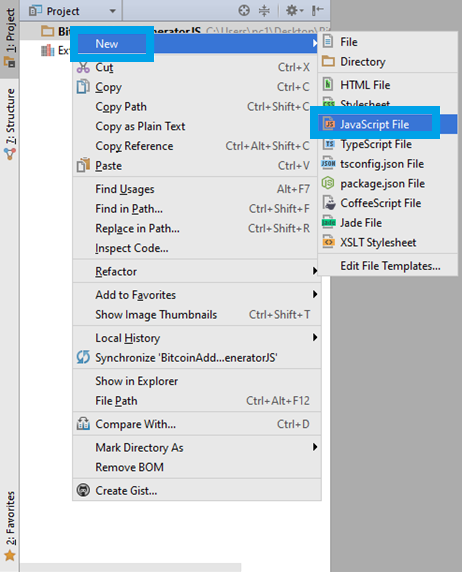 Project
1: Project
Z: Structure
2: Favorites
Bi
eneratorJS
C:\Users\pc1\Desktop\
Ex
New
Cut Ctrl+X
Copy Ctrl+C
Copy Path Ctrl+Shift+C
Copy as Plain Text
Copy Reference Ctrl+Alt+Shift+C
Paste Ctrl+V
Find Usages Alt+F7
Find in Path... Ctrl+Shift+F
Replace in Path... Ctrl+Shift+R
Inspect Code...
Refactor
Add to Favorites
Show Image Thumbnails Ctrl+Shift+T
Local History
Synchronize 'BitcoinAdd...eneratorJS'
Show in Explorer
File Path Ctrl+Alt+F12
Compare With... Ctrl+D
Mark Directory As
Remove BOM
Create Gist...
File
Directory
HTML File
Stylesheet
JavaScript File
TypeScript File
tsconfig.json File
package.json File
CoffeeScript File
Jade File
XSLT Stylesheet
Edit File Templates...